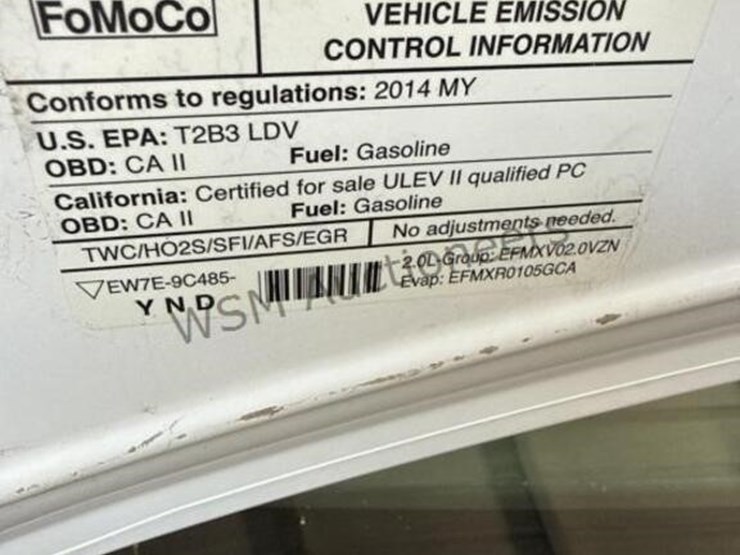 FoMoCo
VEHICLE EMISSION
CONTROL INFORMATION
Conforms to regulations: 2014 MY
U.S. EPA: T2B3 LDV
OBD: CA II Fuel: Gasoline
California: Certified for sale ULEV II qualified PC
OBD: CA II Fuel: Gasoline
TWC/HO2S/SFI/AFS/EGR No adjustments needed.
EW7E-9C485- 2.0L-Group: EFMXV02.0VZN
YND Evap: EFMXR0105GCA
WSM Auctioneers